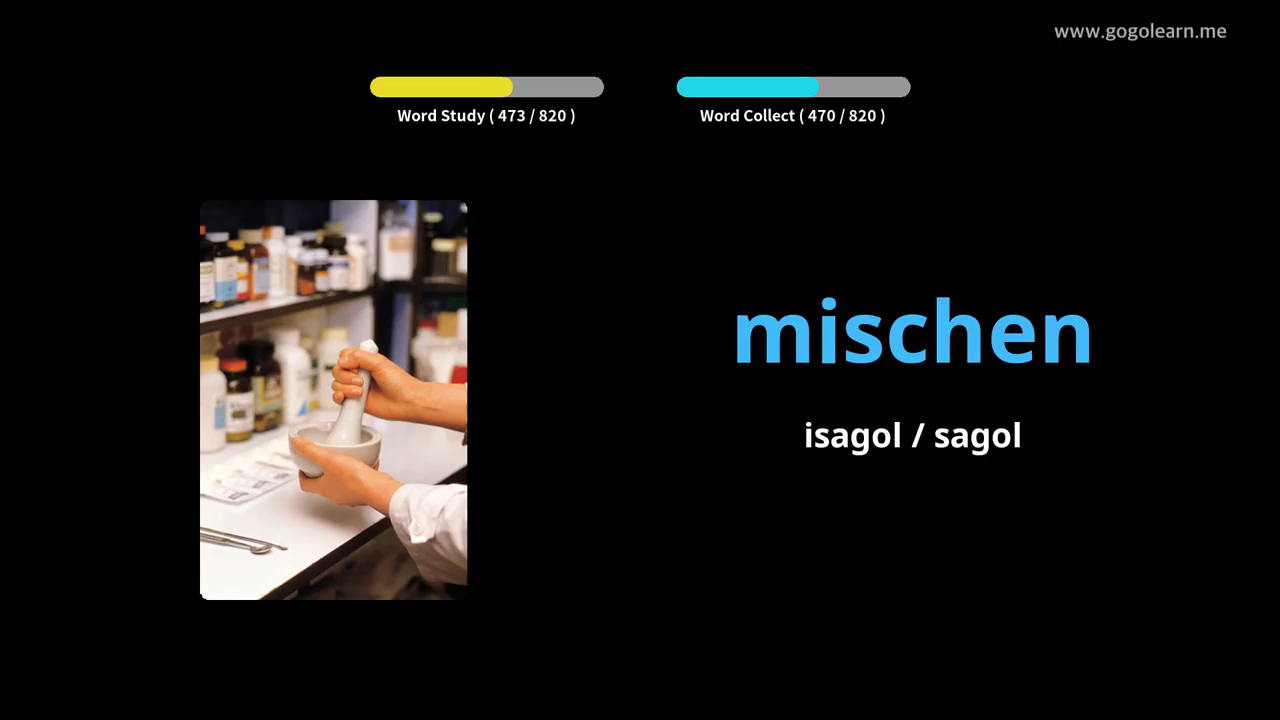 www.gogolearn.me
Word Study ( 473 / 820 )
Word Collect ( 470 / 820 )
mischen
isagol / sagol